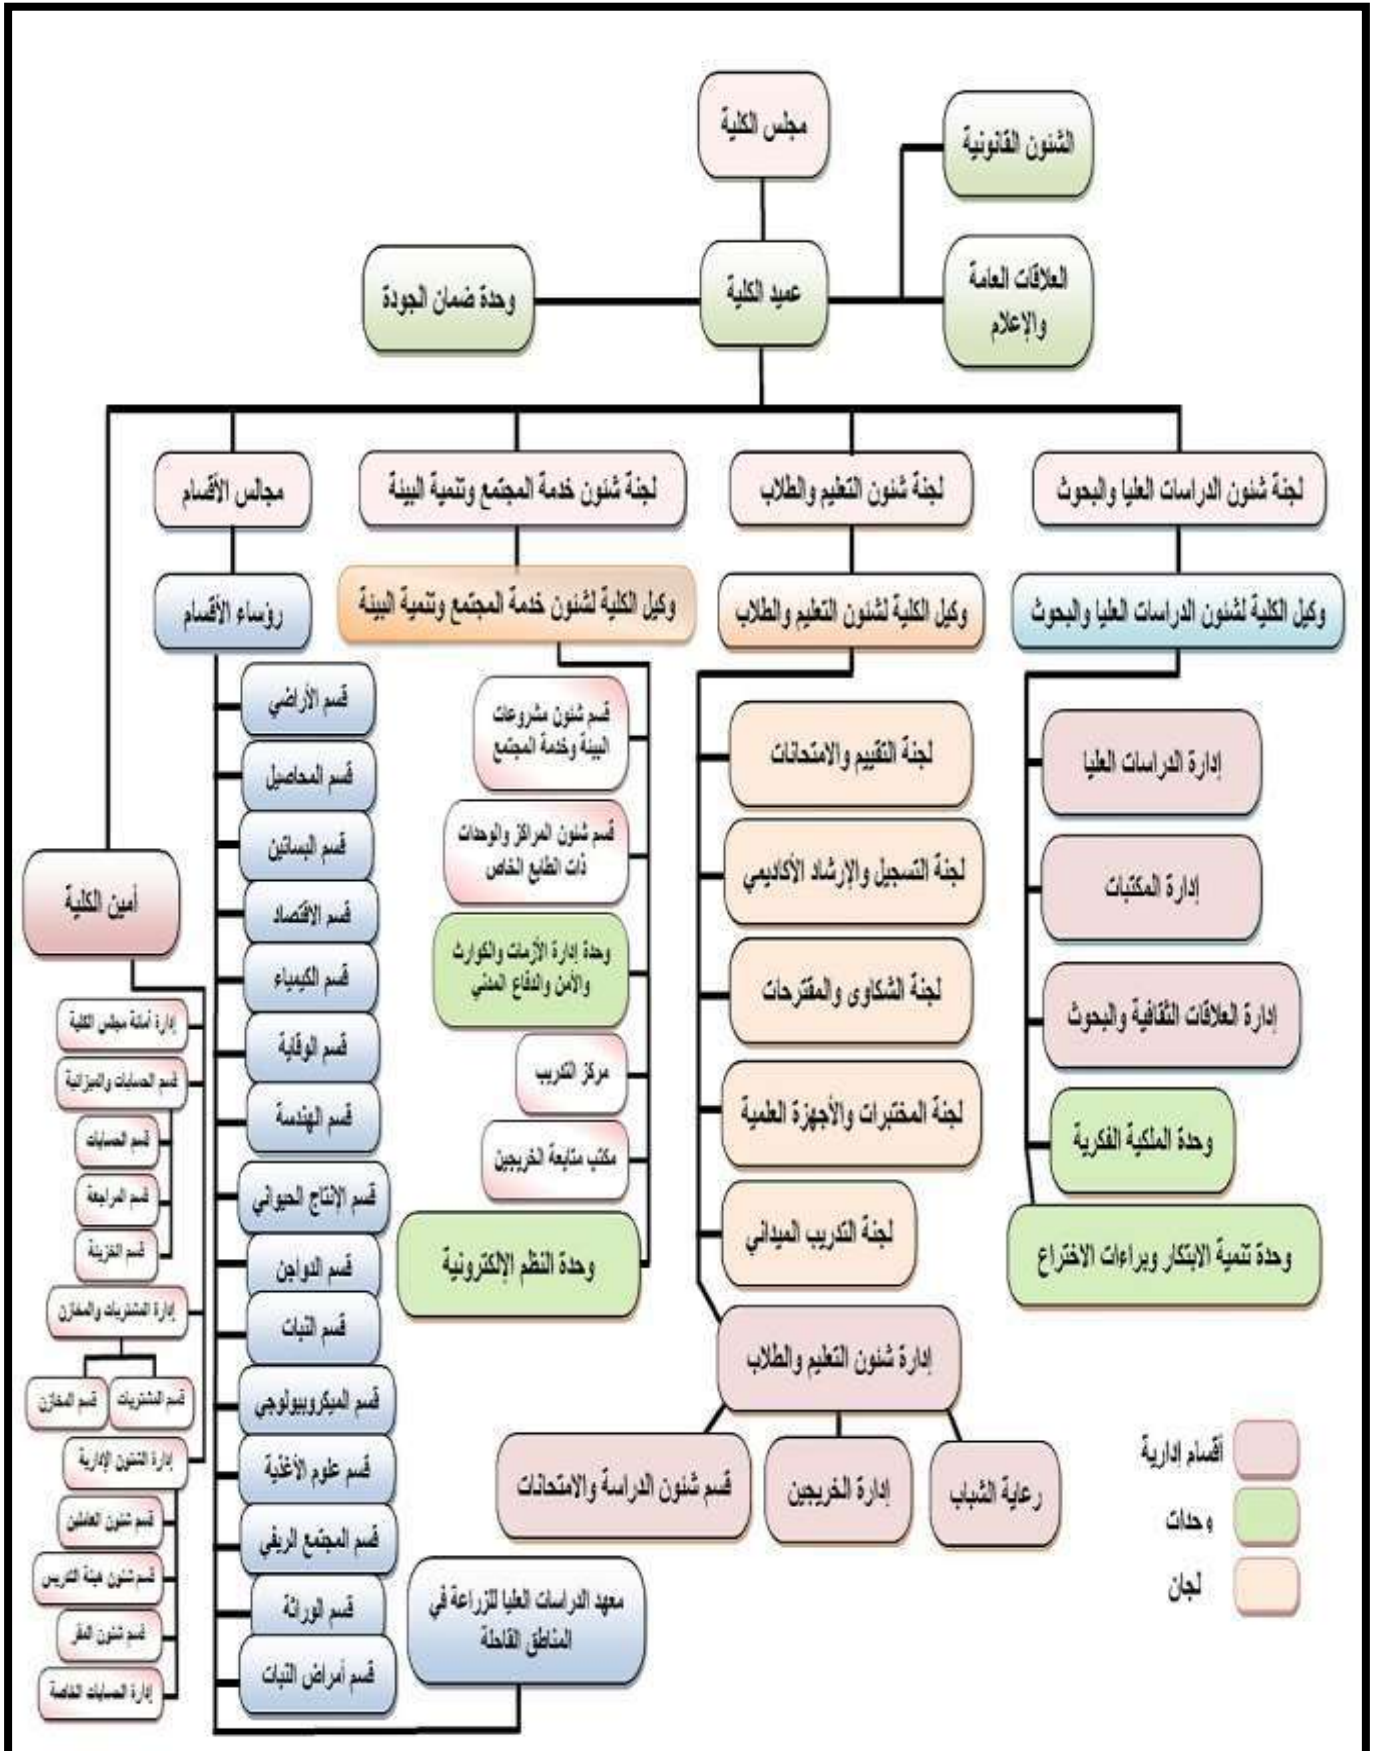 مجلس الكلية
الشئون القانونية
عميد الكلية
العلاقات العامة
والإعلام
وحدة ضمان الجودة
لجنة شئون الدراسات العليا والبحوث
لجنة شئون التعليم والطلاب
لجنة شئون خدمة المجتمع وتنمية البيئة
مجالس الأقسام
وكيل الكلية لشئون الدراسات العليا والبحوث
وكيل الكلية لشئون التعليم والطلاب
وكيل الكلية لشئون خدمة المجتمع وتنمية البيئة
رؤساء الأقسام
إدارة الدراسات العليا
إدارة المكتبات
إدارة العلاقات الثقافية والبحوث
وحدة الملكية الفكرية
وحدة تنمية الابتكار وبراءات الاختراع
لجنة التقييم والامتحانات
لجنة التسجيل والإرشاد الأكاديمي
لجنة الشكاوى والمقترحات
لجنة المختبرات والأجهزة العلمية
لجنة التدريب الميداني
إدارة شئون التعليم والطلاب
رعاية الشباب
إدارة الخريجين
قسم شئون الدراسة والامتحانات
قسم شئون مشروعات
البيئة وخدمة المجتمع
قسم شئون المراكز والوحدات
ذات الطابع الخاص
وحدة إدارة الأزمات والكوارث
والأمن والدفاع المدني
مركز التدريب
مكتب متابعة الخريجين
وحدة النظم الإلكترونية
قسم الأراضي
قسم المحاصيل
قسم البساتين
قسم الاقتصاد
قسم الكيمياء
قسم الوقاية
قسم الهندسة
قسم الإنتاج الحيواني
قسم الدواجن
قسم النبات
قسم الميكروبيولوجي
قسم علوم الأغذية
قسم المجتمع الريفي
قسم الوراثة
قسم أمراض النبات
معهد الدراسات العليا للزراعة في
المناطق القاحلة
أمين الكلية
إدارة أمانة مجلس الكلية
قسم الحسابات والميزانية
قسم الحسابات
قسم المراجعة
قسم الخزينة
إدارة المشتريات والمخازن
قسم المشتريات
قسم المخازن
إدارة الشئون الإدارية
قسم شئون العاملين
قسم شئون هيئة التدريس
قسم شئون المقر
إدارة الحسابات الخاصة
أقسام إدارية
وحدات
لجان